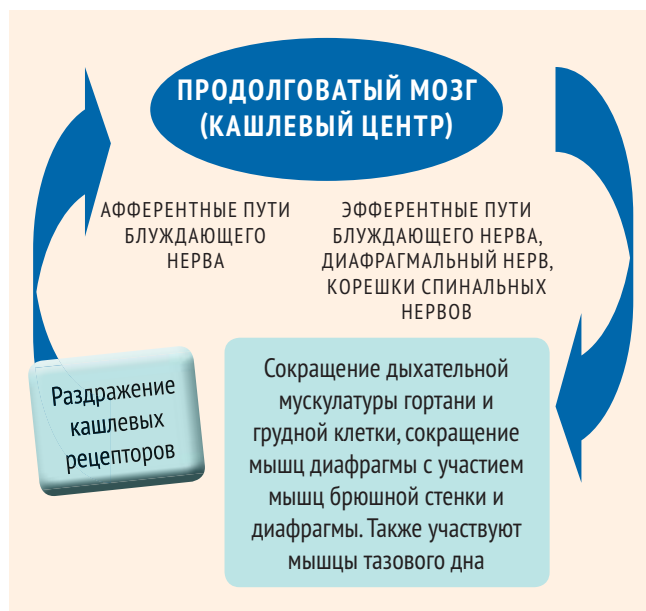 ПРОДОЛГОВАТЫЙ МОЗГ
(КАШЛЕВЫЙ ЦЕНТР)
АФФЕРЕНТНЫЕ ПУТИ
БЛУЖДАЮЩЕГО
НЕРВА
ЭФФЕРЕНТНЫЕ ПУТИ
БЛУЖДАЮЩЕГО НЕРВА,
ДИАФРАГМАЛЬНЫЙ НЕРВ,
КОРЕШКИ СПИНАЛЬНЫХ
НЕРВОВ
Раздражение
кашлевых
рецепторов
Сокращение дыхательной
мускулатуры гортани и
грудной клетки, сокращение
мышц диафрагмы с участием
мышц брюшной стенки и
диафрагмы. Также участвуют
мышцы тазового дна